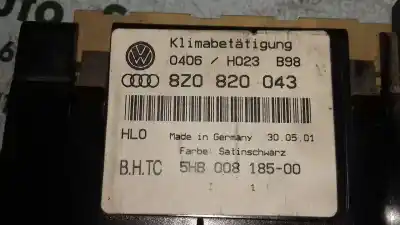 Klimabetätigung
0406 / H023 B98
8Z0 820 043
HLO Made in Germany 30.05.01
Farbe: Satinschwarz
B.H.TC 5HB 008 185-00
1